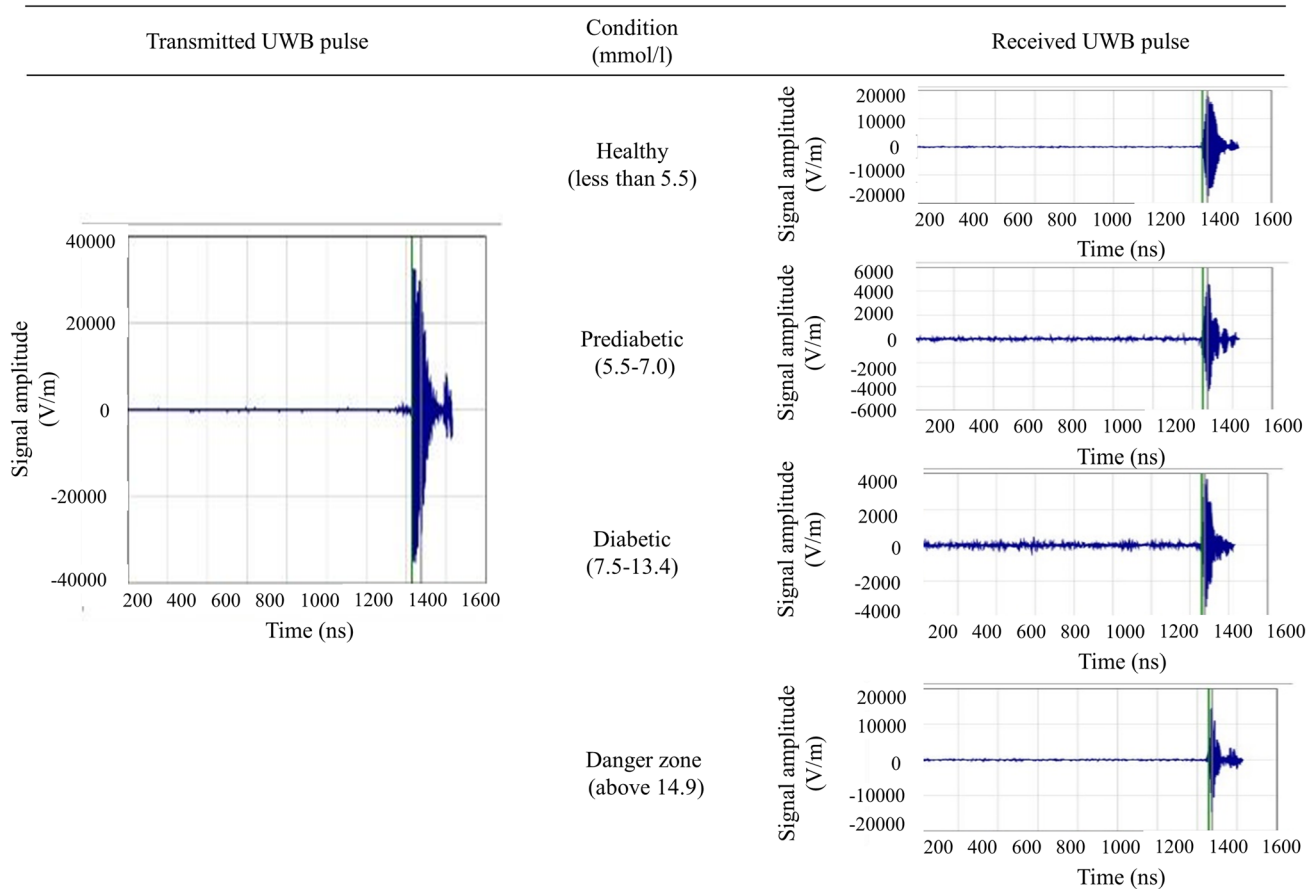 Transmitted UWB pulse
Condition
(mmol/l)
Received UWB pulse
Signal amplitude
(V/m)
40000
20000
0
-20000
-40000
200 400 600 800 1000 1200 1400 1600
Time (ns)
Healthy
(less than 5.5)
Signal amplitude
(V/m)
20000
10000
0
-10000
-20000
200 400 600 800 1000 1200 1400 1600
Time (ns)
Prediabetic
(5.5-7.0)
Signal amplitude
(V/m)
6000
4000
2000
0
-2000
-4000
-6000
200 400 600 800 1000 1200 1400 1600
Time (ns)
Diabetic
(7.5-13.4)
Signal amplitude
(V/m)
4000
2000
0
-2000
-4000
200 400 600 800 1000 1200 1400 1600
Time (ns)
Danger zone
(above 14.9)
Signal amplitude
(V/m)
20000
10000
0
-10000
-20000
200 400 600 800 1000 1200 1400 1600
Time (ns)